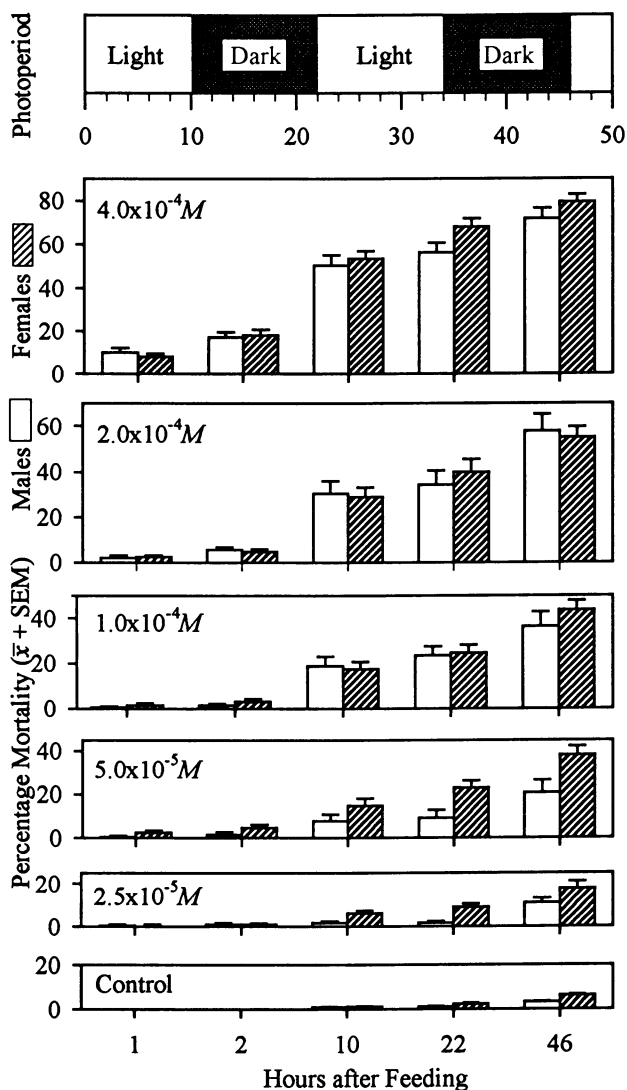 Photoperiod
Light Dark Light Dark
0 10 20 30 40 50
Percentage Mortality (x̅ + SEM)
Males
Females
4.0x10⁻⁴M
80
60
40
20
0
2.0x10⁻⁴M
60
40
20
0
1.0x10⁻⁴M
40
20
0
5.0x10⁻⁵M
40
20
0
2.5x10⁻⁵M
20
0
Control
20
0
1 2 10 22 46
Hours after Feeding